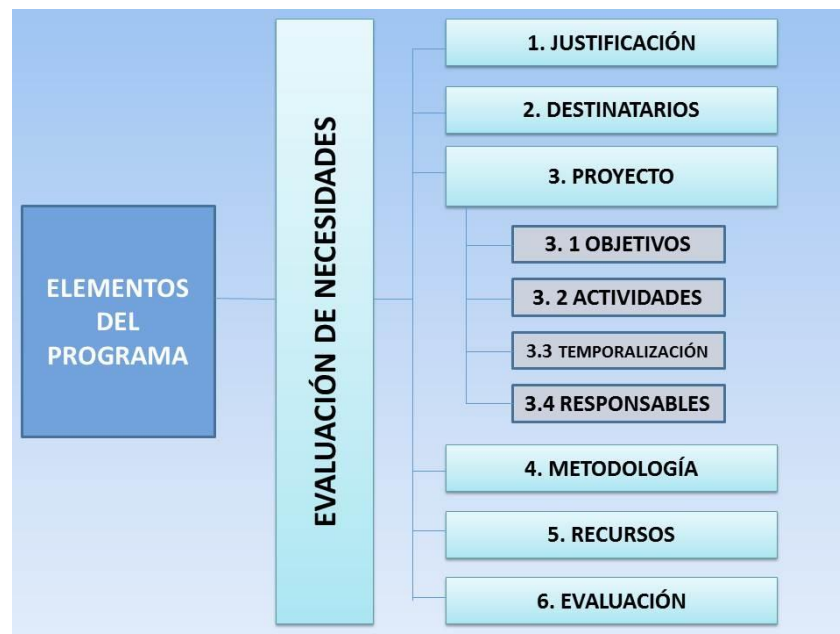 ELEMENTOS
DEL
PROGRAMA
EVALUACIÓN DE NECESIDADES
1. JUSTIFICACIÓN
2. DESTINATARIOS
3. PROYECTO
3. 1 OBJETIVOS
3. 2 ACTIVIDADES
3.3 TEMPORALIZACIÓN
3.4 RESPONSABLES
4. METODOLOGÍA
5. RECURSOS
6. EVALUACIÓN